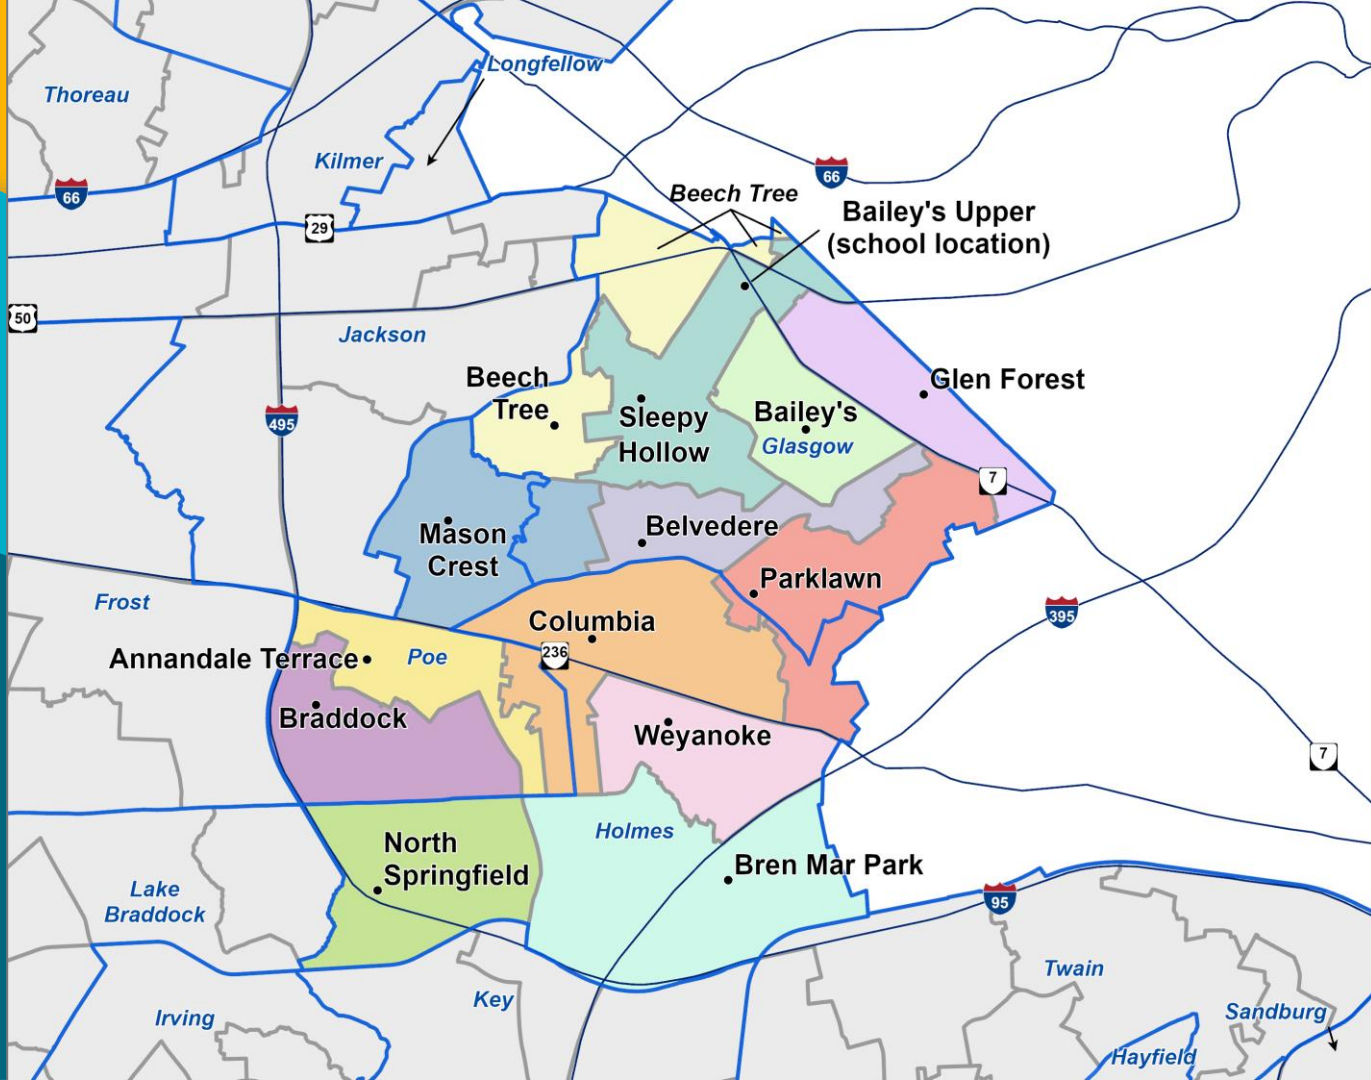 Longfellow
Thoreau
Kilmer
66
66
Beech Tree
Bailey's Upper
(school location)
29
50
Jackson
Beech
Tree
Glen Forest
495
Sleepy
Hollow
Bailey's
Glasgow
7
Mason
Crest
Belvedere
Parklawn
Frost
395
Columbia
Annandale Terrace
Poe
236
Braddock
Weyanoke
7
Holmes
North
Springfield
Bren Mar Park
Lake
Braddock
95
Twain
Key
Sandburg
Irving
Hayfield